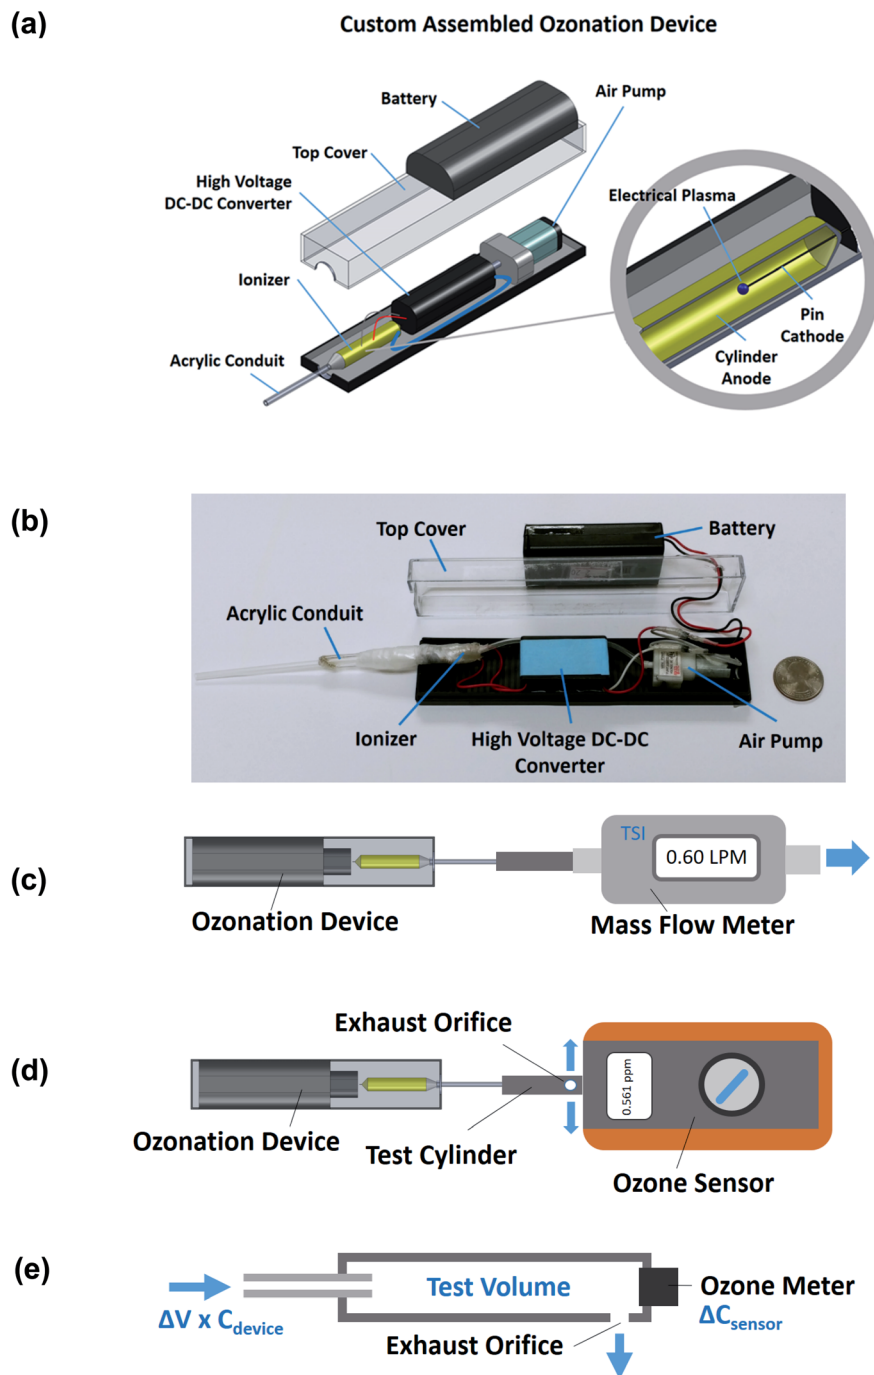 (a)
Custom Assembled Ozonation Device
Battery
Air Pump
Top Cover
High Voltage
DC-DC Converter
Electrical Plasma
Ionizer
Pin
Cathode
Cylinder
Anode
Acrylic Conduit
(b)
Top Cover
Battery
Acrylic Conduit
Ionizer
High Voltage DC-DC
Converter
Air Pump
(c)
TSI
0.60 LPM
Ozonation Device
Mass Flow Meter
(d)
Exhaust Orifice
0.561 ppm
Ozonation Device
Test Cylinder
Ozone Sensor
(e)
Test Volume
Ozone Meter
ΔV x Cdevice
ΔCsensor
Exhaust Orifice